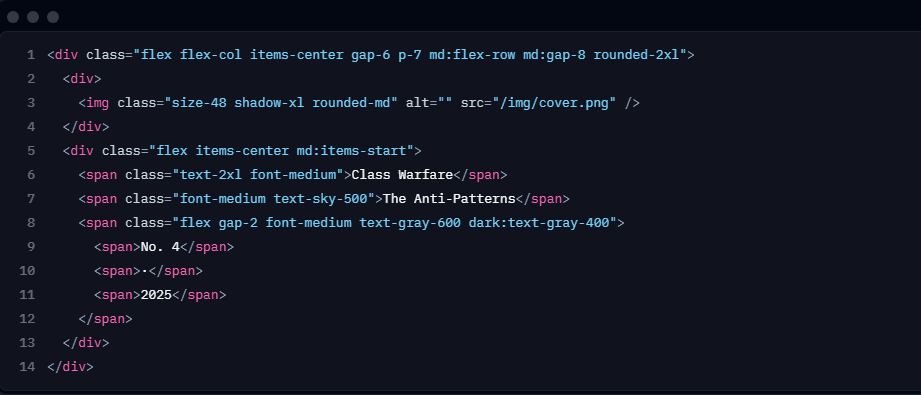 1 <div class="flex flex-col items-center gap-6 p-7 md:flex-row md:gap-8 rounded-2xl">
2   <div>
3     <img class="size-48 shadow-xl rounded-md" alt="" src="/img/cover.png" />
4   </div>
5   <div class="flex items-center md:items-start">
6     <span class="text-2xl font-medium">Class Warfare</span>
7     <span class="font-medium text-sky-500">The Anti-Patterns</span>
8     <span class="flex gap-2 font-medium text-gray-600 dark:text-gray-400">
9       <span>No. 4</span>
10       <span>·</span>
11       <span>2025</span>
12     </span>
13   </div>
14 </div>